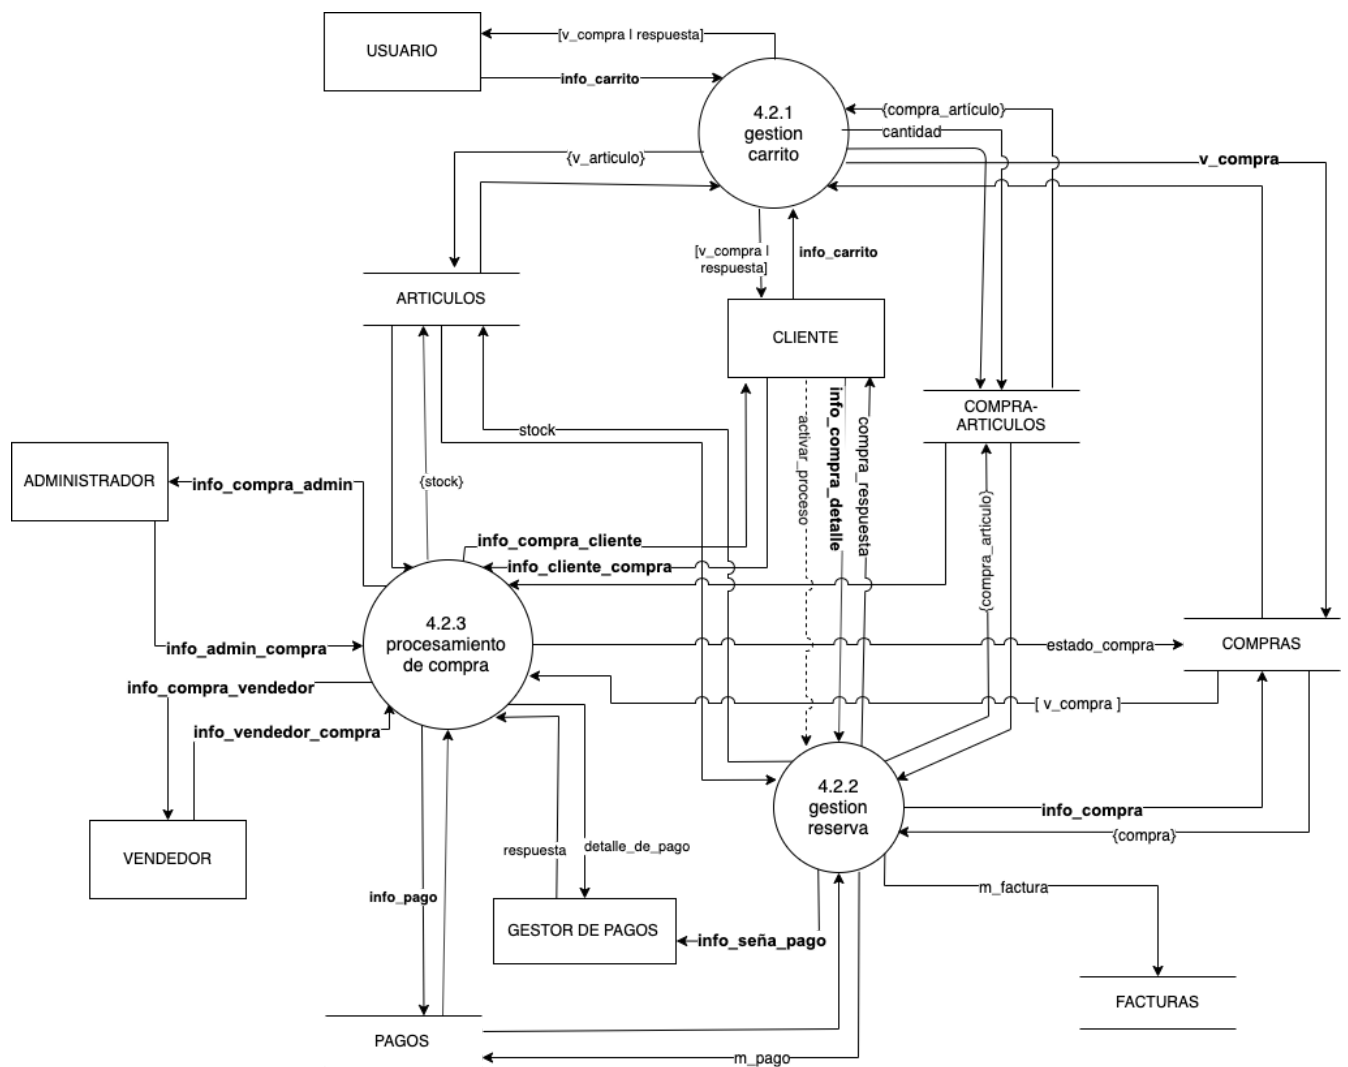 [v_compra | respuesta]
USUARIO
info_carrito
4.2.1
gestion
carrito
{compra_artículo}
cantidad
{v_articulo}
v_compra
[v_compra |
respuesta]
info_carrito
ARTICULOS
CLIENTE
COMPRA-
ARTICULOS
stock
activar_proceso
info_compra_detalle
compra_respuesta
ADMINISTRADOR
info_compra_admin
{stock}
{compra_articulo}
info_compra_cliente
info_cliente_compra
4.2.3
procesamiento
de compra
info_admin_compra
estado_compra
COMPRAS
info_compra_vendedor
[ v_compra ]
info_vendedor_compra
4.2.2
gestion
reserva
info_compra
{compra}
VENDEDOR
respuesta
detalle_de_pago
m_factura
info_pago
GESTOR DE PAGOS
info_seña_pago
FACTURAS
PAGOS
m_pago